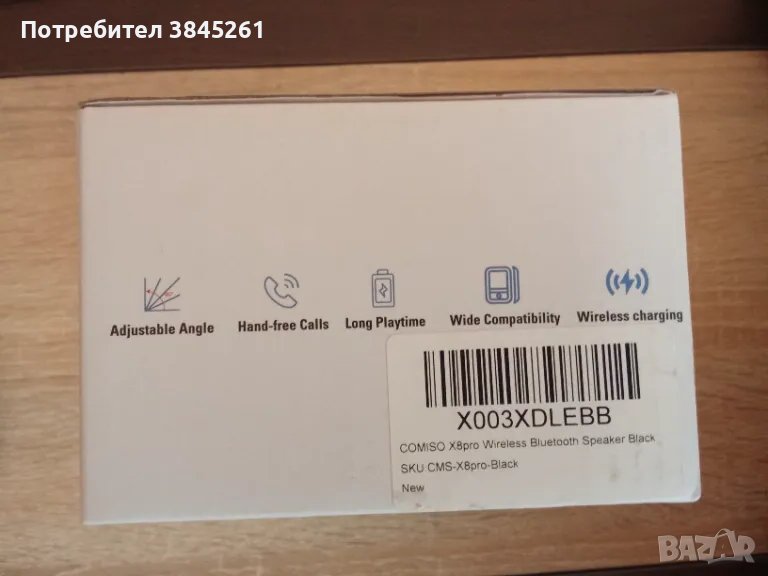 Потребител 3845261
Adjustable Angle
Hand-free Calls
Long Playtime
Wide Compatibility
Wireless charging
X003XDLEBB
COMISO X8pro Wireless Bluetooth Speaker Black
SKU CMS-X8pro-Black
New
BAZAR